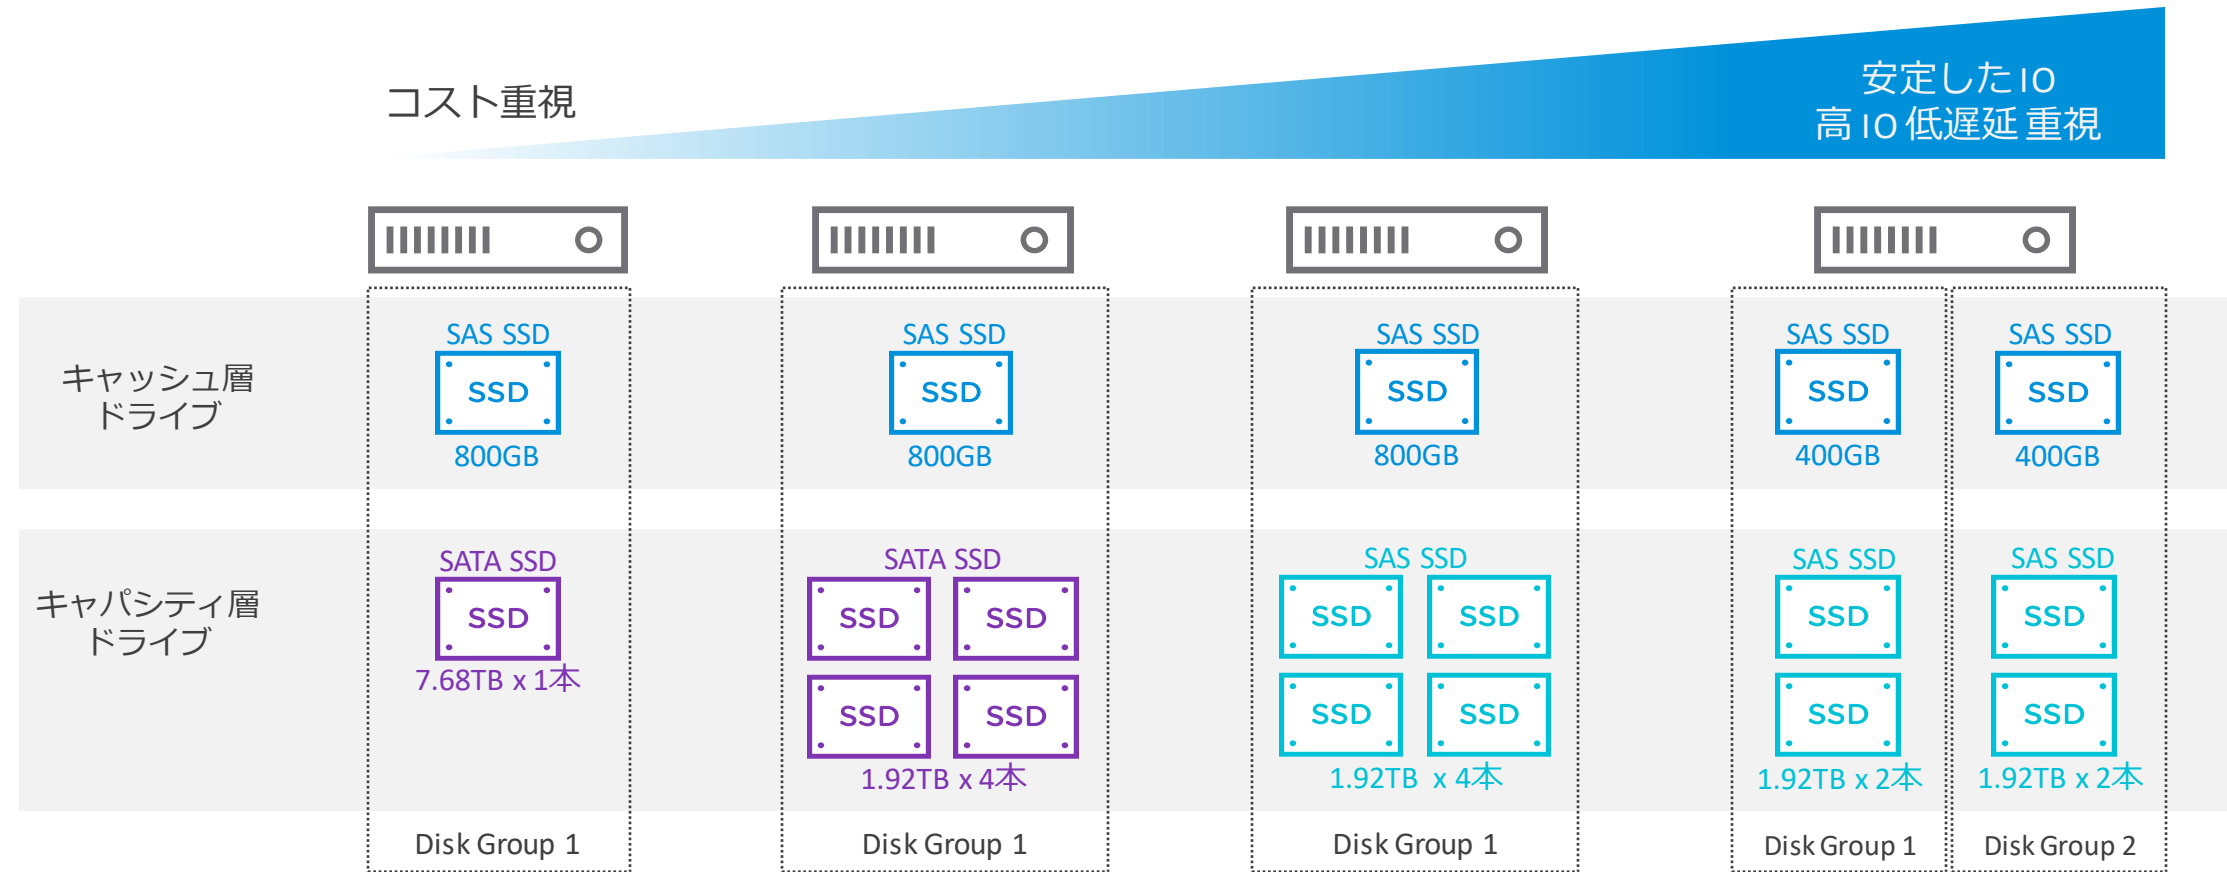 コスト重視
安定したIO
高IO低遅延重視
キャッシュ層
ドライブ
SAS SSD
SSD
800GB
SAS SSD
SSD
800GB
SAS SSD
SSD
800GB
SAS SSD
SSD
400GB
SAS SSD
SSD
400GB
キャパシティ層
ドライブ
SATA SSD
SSD
7.68TB x 1本
SATA SSD
SSD SSD
SSD SSD
1.92TB x 4本
SAS SSD
SSD SSD
SSD SSD
1.92TB x 4本
SAS SSD
SSD
SSD
1.92TB x 2本
SAS SSD
SSD
SSD
1.92TB x 2本
Disk Group 1
Disk Group 1
Disk Group 1
Disk Group 1
Disk Group 2